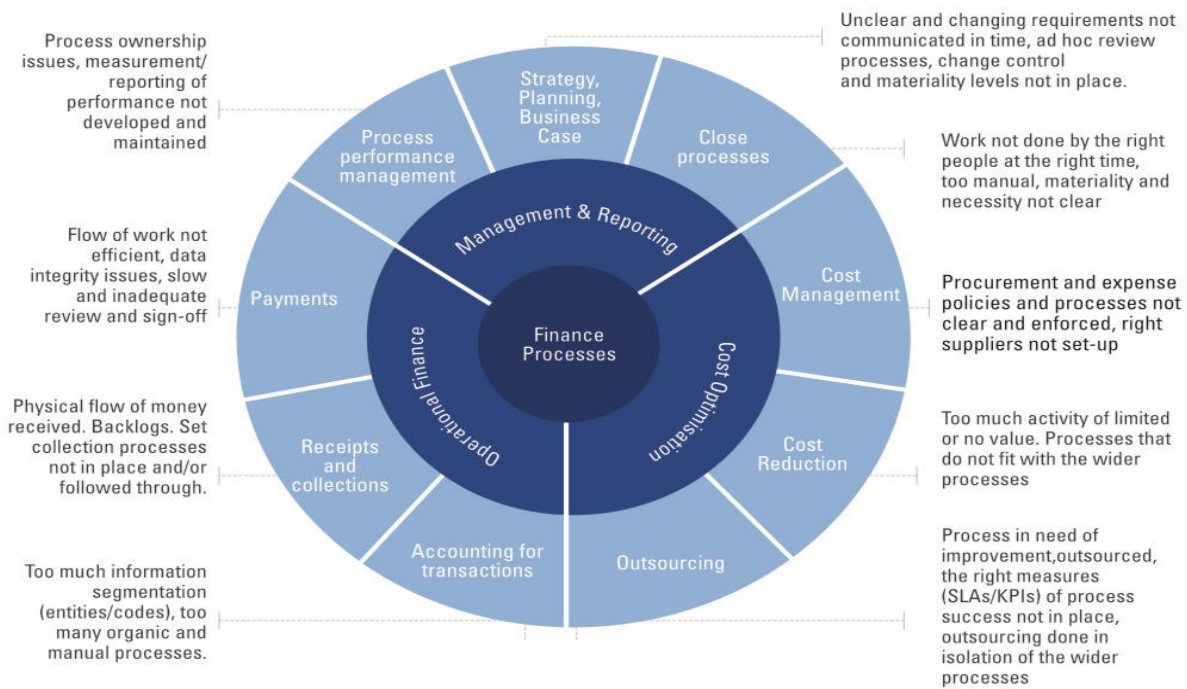 Process ownership
issues, measurement/
reporting of
performance not
developed and
maintained
Flow of work not
efficient, data
integrity issues, slow
and inadequate
review and sign-off
Physical flow of money
received. Backlogs. Set
collection processes
not in place and/or
followed through.
Too much information
segmentation
(entities/codes), too
many organic and
manual processes.
Strategy,
Planning,
Business
Case
Process
performance
management
Close
processes
Payments
Cost
Management
Receipts
and
collections
Cost
Reduction
Accounting for
transactions
Outsourcing
Management & Reporting
Operational Finance
Cost Optimisation
Finance
Processes
Unclear and changing requirements not
communicated in time, ad hoc review
processes, change control
and materiality levels not in place.
Work not done by the right
people at the right time,
too manual, materiality and
necessity not clear
Procurement and expense
policies and processes not
clear and enforced, right
suppliers not set-up
Too much activity of limited
or no value. Processes that
do not fit with the wider
processes
Process in need of
improvement,outsourced,
the right measures
(SLAs/KPIs) of process
success not in place,
outsourcing done in
isolation of the wider
processes